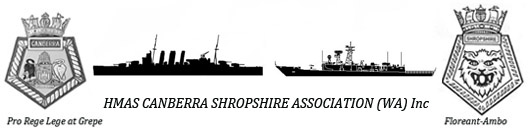 CANBERRA
SHROPSHIRE
HMAS CANBERRA SHROPSHIRE ASSOCIATION (WA) Inc
Pro Rege Lege at Grepe
Floreant-Ambo